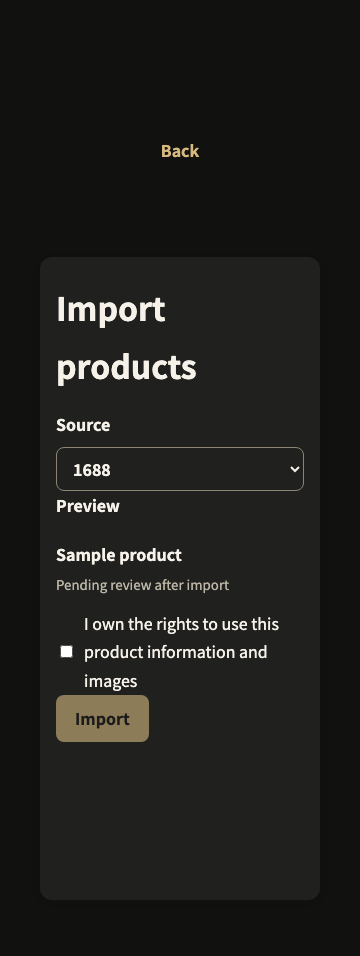 Back
Import
products
Source
1688
Preview
Sample product
Pending review after import
I own the rights to use this
product information and
images
Import